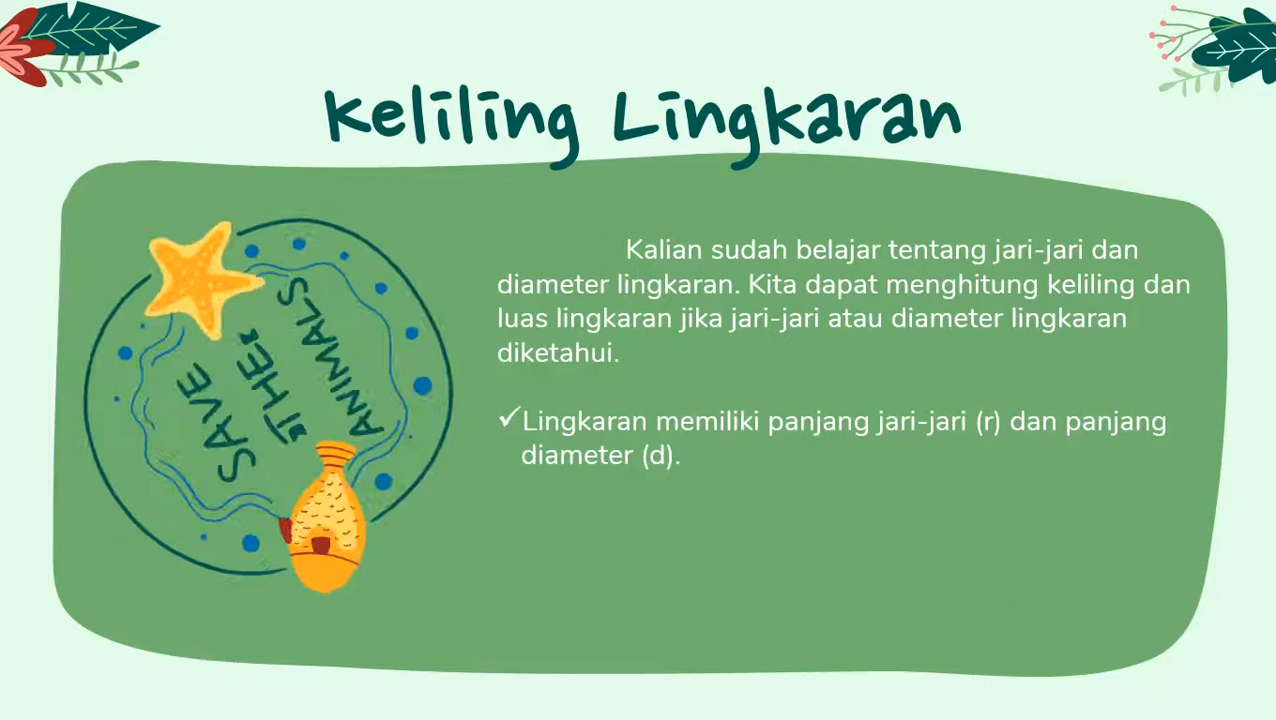 Keliling Lingkaran
Kalian sudah belajar tentang jari-jari dan
diameter lingkaran. Kita dapat menghitung keliling dan
luas lingkaran jika jari-jari atau diameter lingkaran
diketahui.
✓Lingkaran memiliki panjang jari-jari (r) dan panjang
diameter (d).
SAVE
THE
ANIMALS